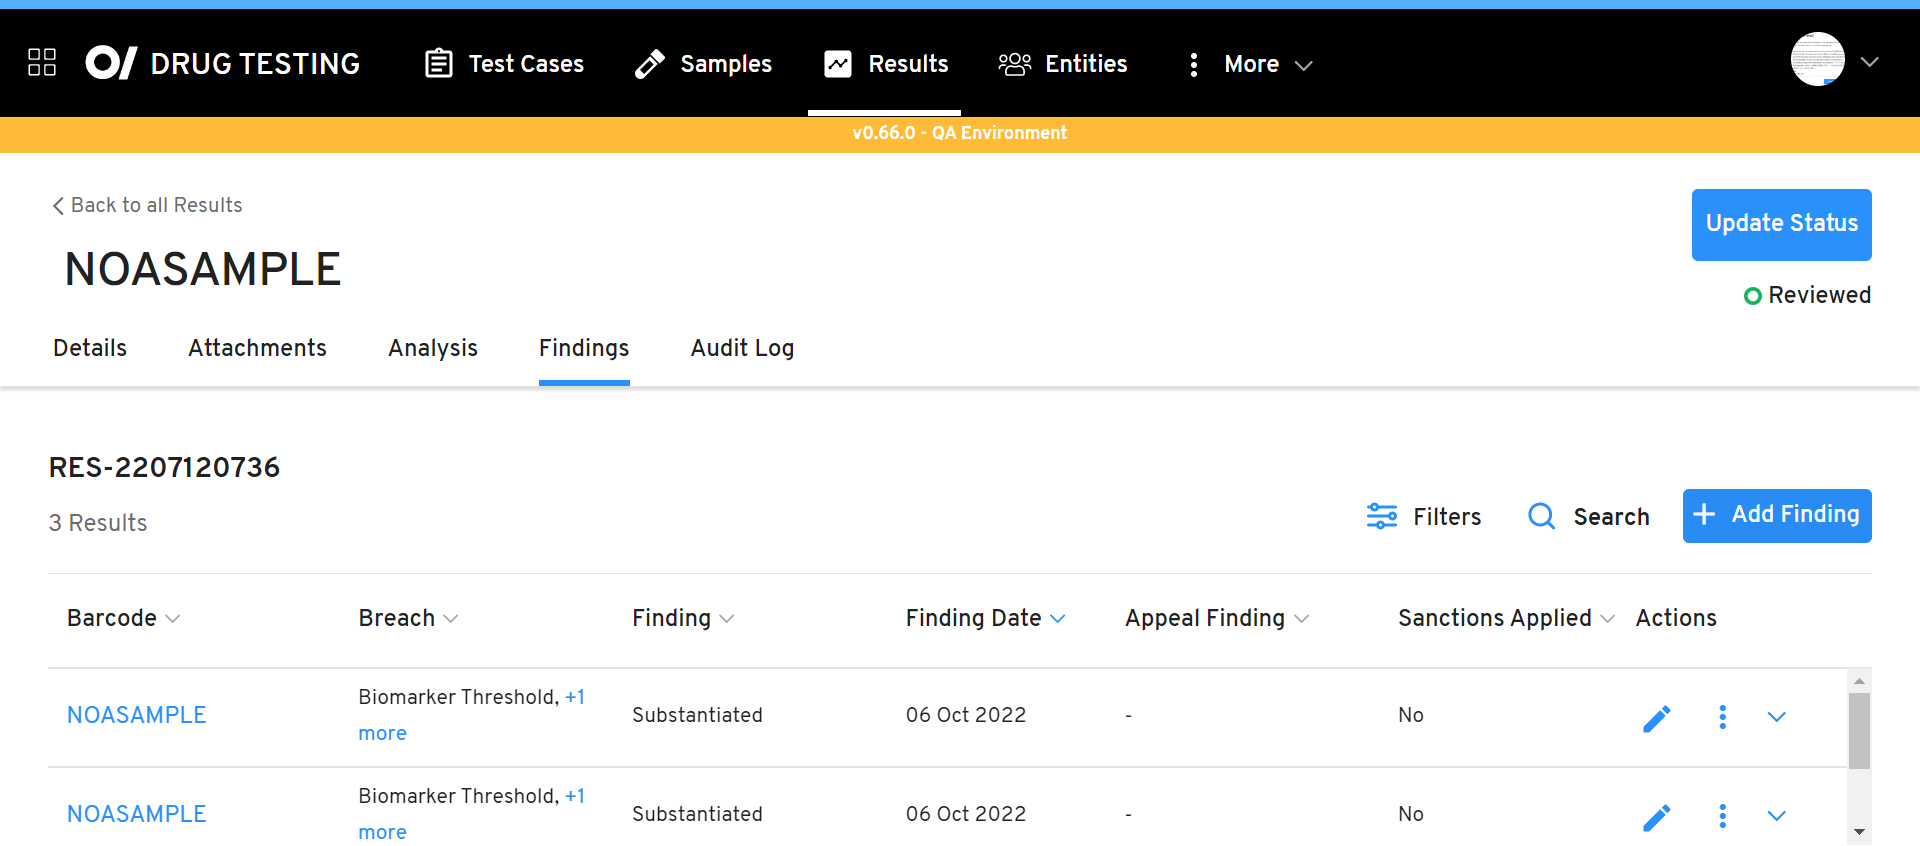 DRUG TESTING
Test Cases
Samples
Results
Entities
More
v0.66.0 - QA Environment
Back to all Results
Update Status
NOASAMPLE
Reviewed
Details
Attachments
Analysis
Findings
Audit Log
RES-2207120736
3 Results
Filters
Search
+ Add Finding
Barcode
Breach
Finding
Finding Date
Appeal Finding
Sanctions Applied
Actions
NOASAMPLE
Biomarker Threshold, +1
more
Substantiated
06 Oct 2022
-
No
NOASAMPLE
Biomarker Threshold, +1
more
Substantiated
06 Oct 2022
-
No